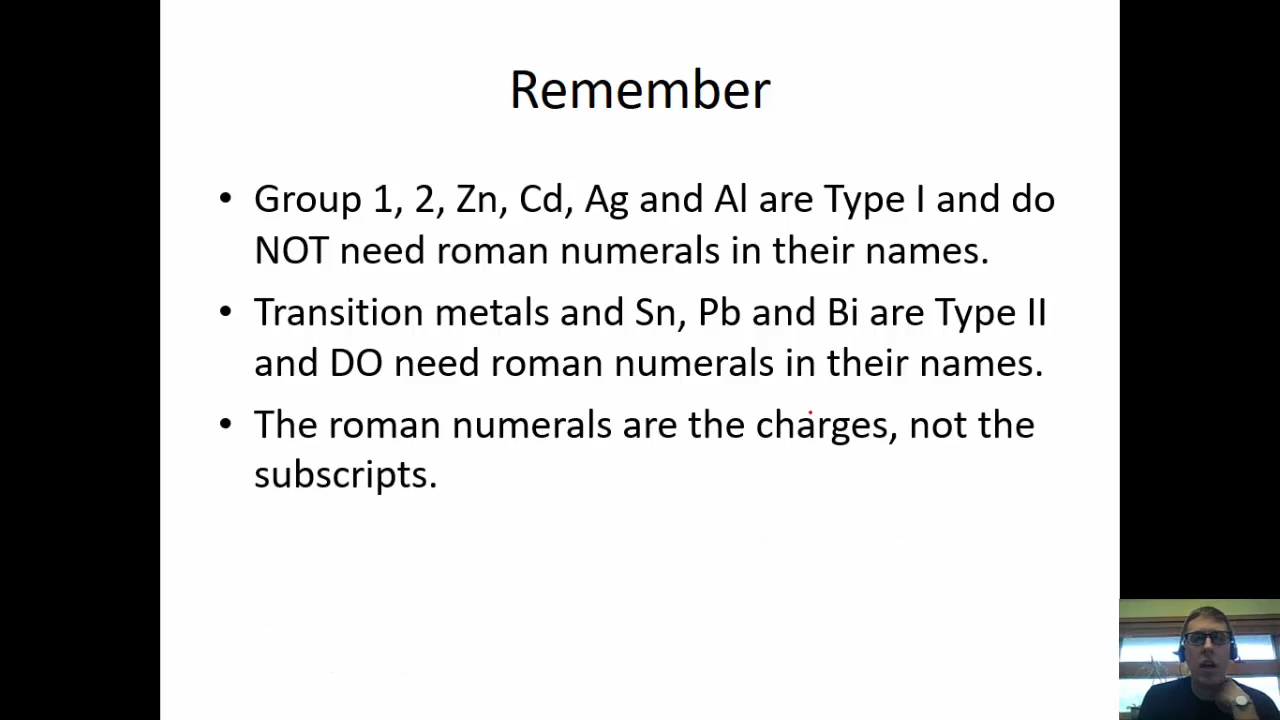 Remember
• Group 1, 2, Zn, Cd, Ag and Al are Type I and do
NOT need roman numerals in their names.
• Transition metals and Sn, Pb and Bi are Type II
and DO need roman numerals in their names.
• The roman numerals are the charges, not the
subscripts.